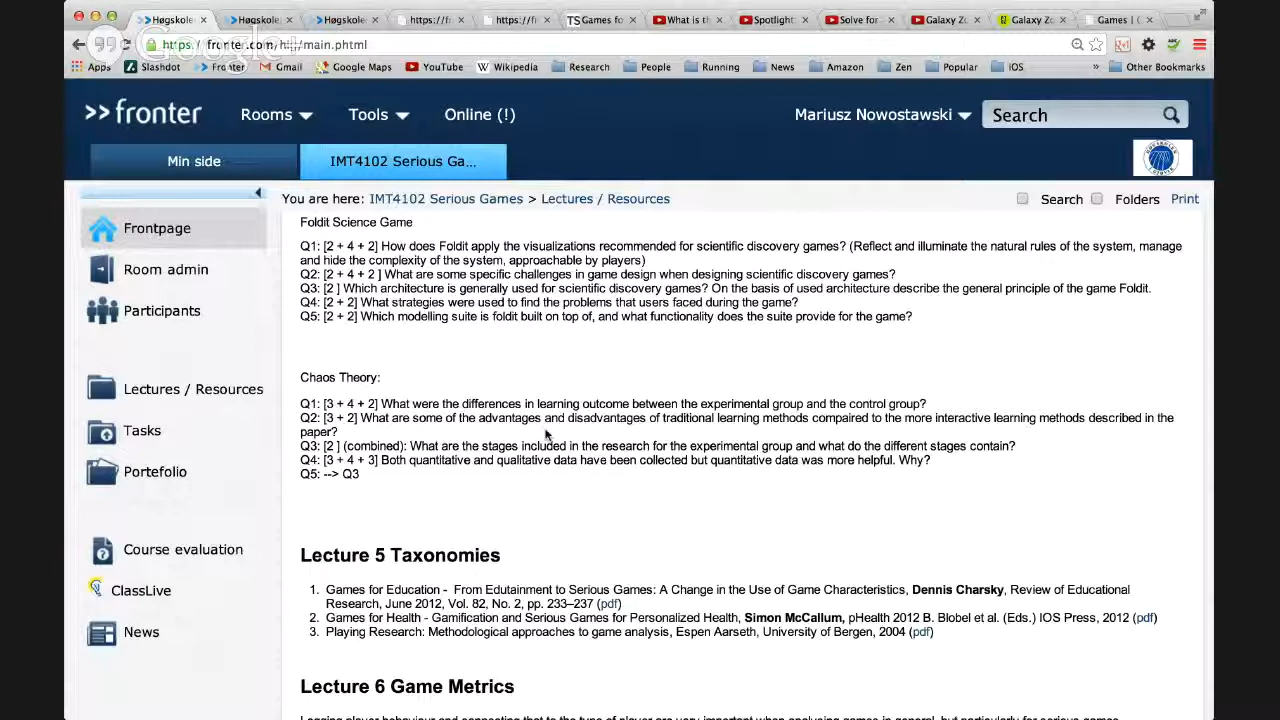 Høgskole
Høgskole
Høgskole
https://f
https://f
TS Games fo
What is th
Spotlight
Solve for
Galaxy Z
Galaxy Z
Games | (
Google+
https://fronter.com/hig/main.phtml
Apps
Slashdot
Fronter
Gmail
Google Maps
YouTube
W Wikipedia
Research
People
Running
News
Amazon
Zen
Popular
iOS
»
Other Bookmarks
>>fronter
Rooms
Tools
Online (!)
Mariusz Nowostawski
Search
Min side
IMT4102 Serious Ga...
You are here: IMT4102 Serious Games > Lectures / Resources
Search
Folders
Print
Frontpage
Room admin
Participants
Lectures / Resources
Tasks
Portefolio
Course evaluation
ClassLive
News
Foldit Science Game
Q1: [2 + 4 + 2] How does Foldit apply the visualizations recommended for scientific discovery games? (Reflect and illuminate the natural rules of the system, manage
and hide the complexity of the system, approachable by players)
Q2: [2 + 4 + 2 ] What are some specific challenges in game design when designing scientific discovery games?
Q3: [2 ] Which architecture is generally used for scientific discovery games? On the basis of used architecture describe the general principle of the game Foldit.
Q4: [2 + 2] What strategies were used to find the problems that users faced during the game?
Q5: [2 + 2] Which modelling suite is foldit built on top of, and what functionality does the suite provide for the game?
Chaos Theory:
Q1: [3 + 4 + 2] What were the differences in learning outcome between the experimental group and the control group?
Q2: [3 + 2] What are some of the advantages and disadvantages of traditional learning methods compaired to the more interactive learning methods described in the
paper?
Q3: [2 ] (combined): What are the stages included in the research for the experimental group and what do the different stages contain?
Q4: [3 + 4 + 3] Both quantitative and qualitative data have been collected but quantitative data was more helpful. Why?
Q5: --> Q3
Lecture 5 Taxonomies
1. Games for Education - From Edutainment to Serious Games: A Change in the Use of Game Characteristics, Dennis Charsky, Review of Educational
Research, June 2012, Vol. 82, No. 2, pp. 233–237 (pdf)
2. Games for Health - Gamification and Serious Games for Personalized Health, Simon McCallum, pHealth 2012 B. Blobel et al. (Eds.) IOS Press, 2012 (pdf)
3. Playing Research: Methodological approaches to game analysis, Espen Aarseth, University of Bergen, 2004 (pdf)
Lecture 6 Game Metrics